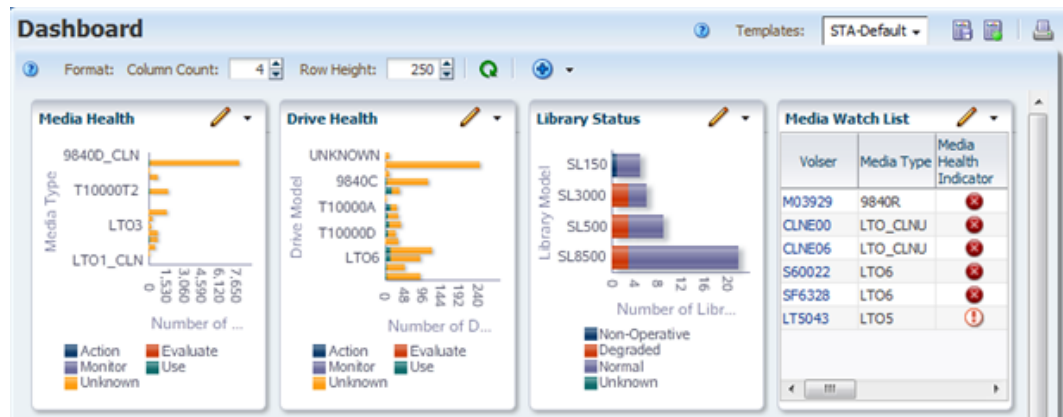 Dashboard
Templates: STA-Default
Format: Column Count: 4 Row Height: 250
Media Health
9840D_CLN
T10000T2
LTO3
LTO1_CLN
Media Type
0 1,530 3,060 4,590 6,120 7,650
Number of ...
Action Evaluate
Monitor Use
Unknown
Drive Health
UNKNOWN
9840C
T10000A
T10000D
LTO6
Drive Model
0 48 96 144 192 240
Number of D...
Action Evaluate
Monitor Use
Unknown
Library Status
SL150
SL3000
SL500
SL8500
Library Model
0 4 8 12 16 20
Number of Libr...
Non-Operative
Degraded
Normal
Unknown
Media Watch List
Volser Media Type Media Health Indicator
M03929 9840R
CLNE00 LTO_CLNU
CLNE06 LTO_CLNU
S60022 LTO6
SF6328 LTO6
LT5043 LTO5